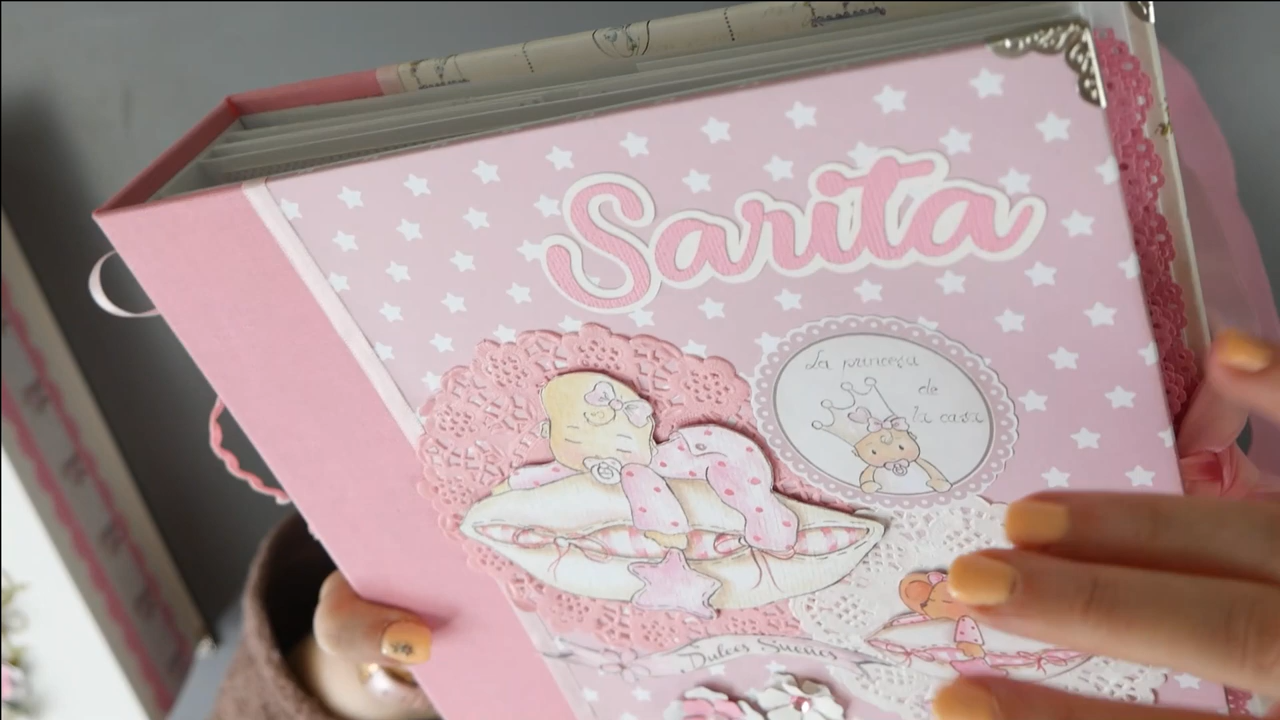 Sarita
La princesa
de
la casa
Dulces Sueños